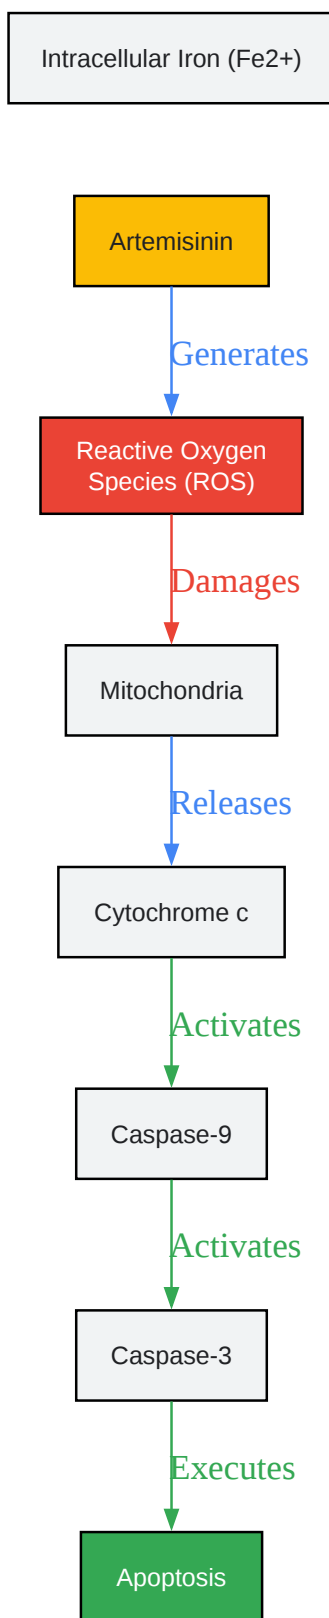 Intracellular Iron (Fe2+)
Artemisinin
Generates
Reactive Oxygen
Species (ROS)
Damages
Mitochondria
Releases
Cytochrome c
Activates
Caspase-9
Activates
Caspase-3
Executes
Apoptosis